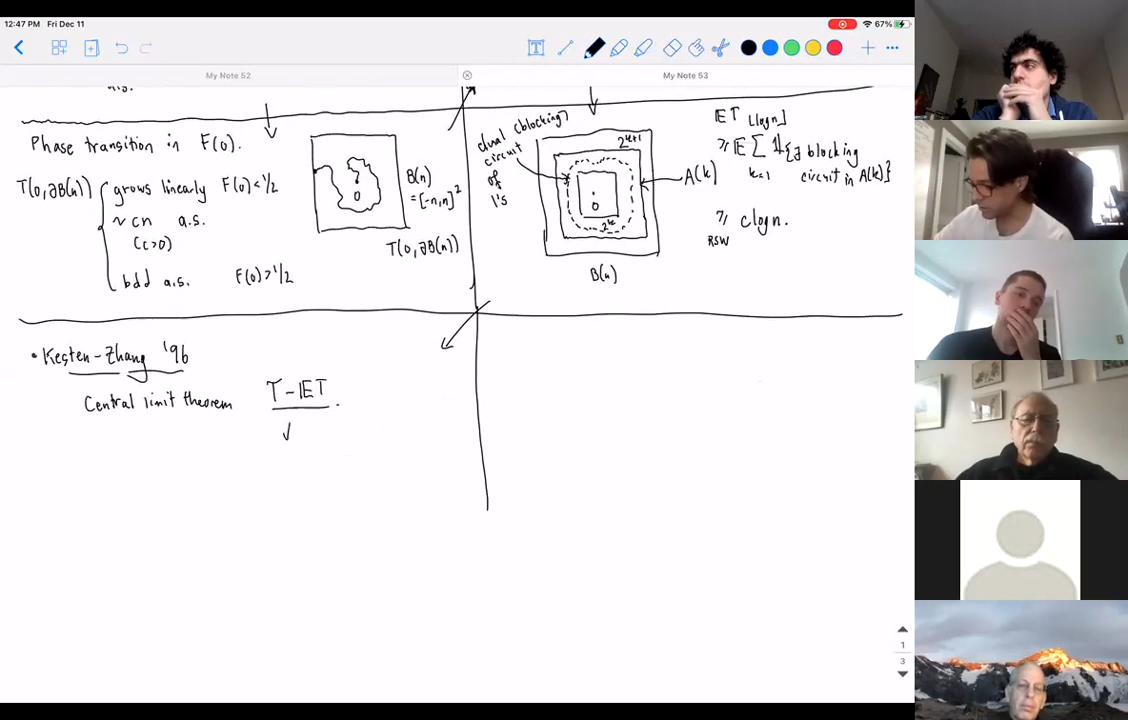 12:47 PM Fri Dec 11
67%
My Note 52
My Note 53
a.s.
Phase transition in F(0).
T(0,∂B(n)) { grows linearly F(0)<1/2
~ cn a.s.
(c>0)
bdd a.s. F(0)>1/2
0
B(n)
=[-n,n]²
T(0,∂B(n))
dual (blocking)
circuit
of
1's
2^{k+1}
A(k)
0
2^k
B(n)
ET
≥ E Σ 1{∃ blocking
k=1
circuit in A(k)}
≥ clogn.
RSW
• Kesten-Zhang '96
Central limit theorem
T-ET.
1
3